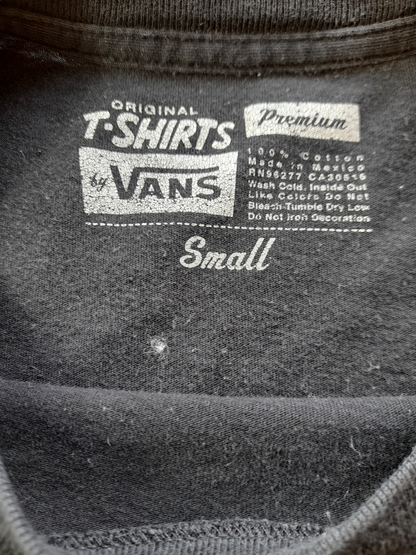 ORIGINAL
T-SHIRTS
by VANS
Premium
100% Cotton
Made in Mexico
RN96277 CA30516
Wash Cold. Inside Out
Like Colors Do Not
Bleach Tumble Dry Low
Do Not Iron Decoration
Small